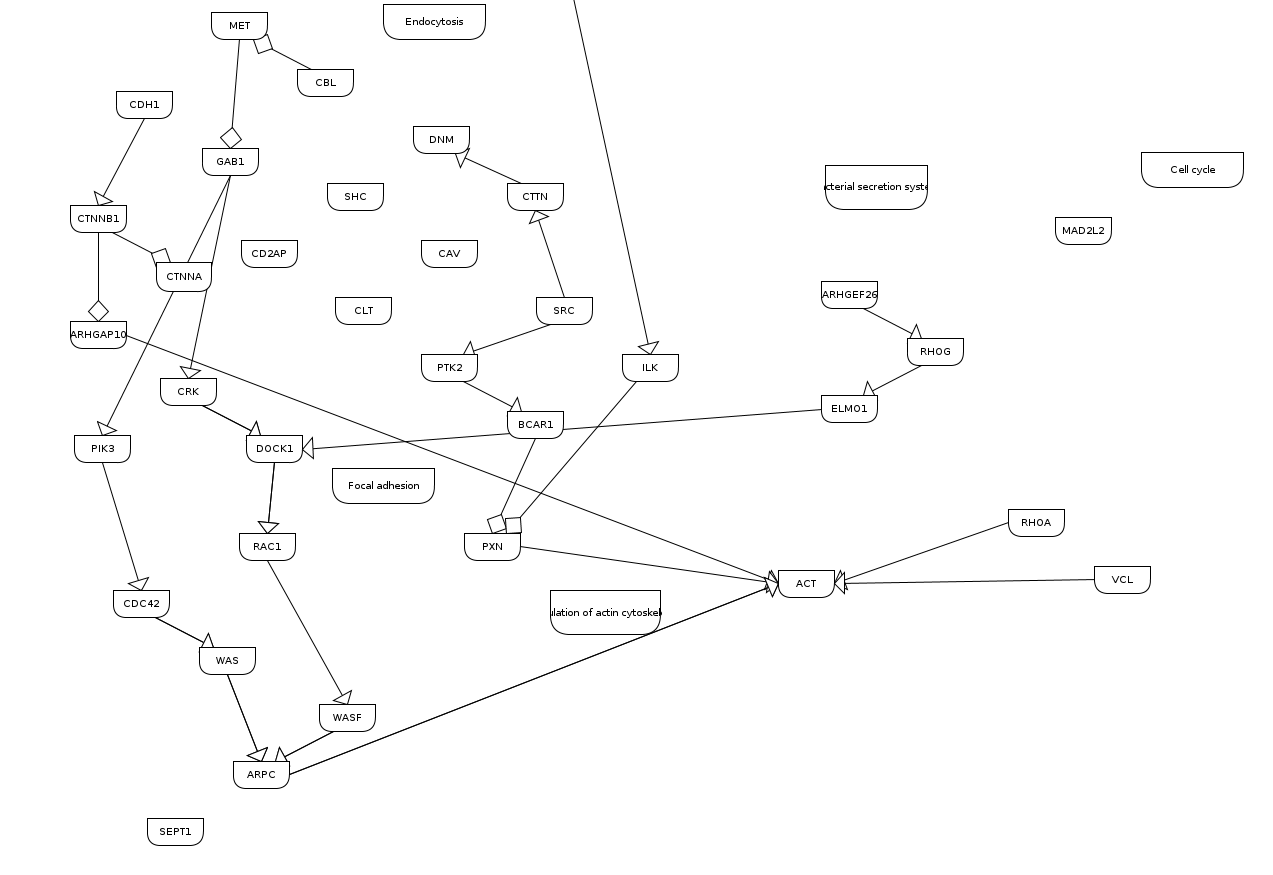 MET
Endocytosis
CBL
CDH1
DNM
GAB1
Cell cycle
cterial secretion syste
SHC
CTTN
CTNNB1
MAD2L2
CD2AP
CAV
CTNNA
ARHGEF26
CLT
SRC
ARHGAP10
RHOG
PTK2
ILK
CRK
ELMO1
BCAR1
PIK3
DOCK1
Focal adhesion
RHOA
RAC1
PXN
VCL
ACT
CDC42
lation of actin cytoskel
WAS
WASF
ARPC
SEPT1